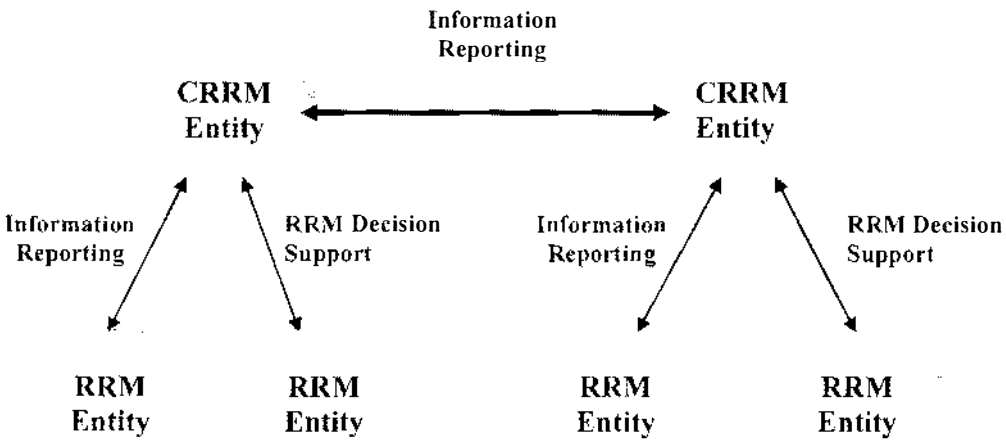 Information
Reporting
CRRM
Entity
CRRM
Entity
Information
Reporting
RRM Decision
Support
Information
Reporting
RRM Decision
Support
RRM
Entity
RRM
Entity
RRM
Entity
RRM
Entity